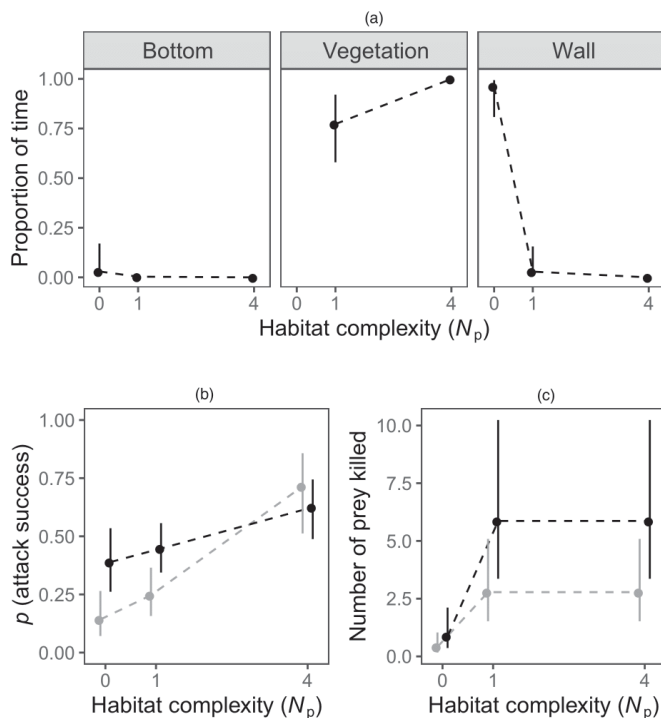 (a)
Bottom Vegetation Wall
1.00
0.75
0.50
0.25
0.00
Proportion of time
0 1 4 0 1 4 0 1 4
Habitat complexity (Np)
(b)
1.00
0.75
0.50
0.25
0.00
p (attack success)
0 1 4
Habitat complexity (Np)
(c)
10.0
7.5
5.0
2.5
0.0
Number of prey killed
0 1 4
Habitat complexity (Np)